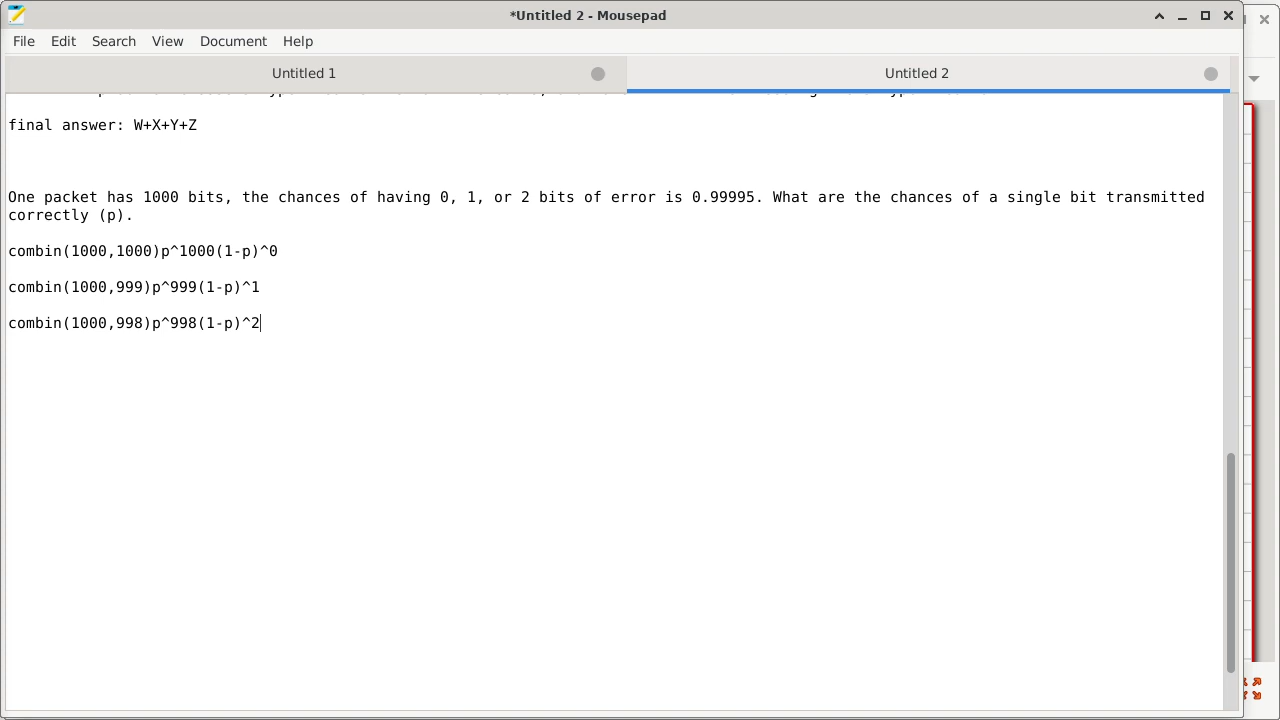 *Untitled 2 - Mousepad
File Edit Search View Document Help
Untitled 1
Untitled 2
final answer: W+X+Y+Z
One packet has 1000 bits, the chances of having 0, 1, or 2 bits of error is 0.99995. What are the chances of a single bit transmitted
correctly (p).
combin(1000,1000)p^1000(1-p)^0
combin(1000,999)p^999(1-p)^1
combin(1000,998)p^998(1-p)^2